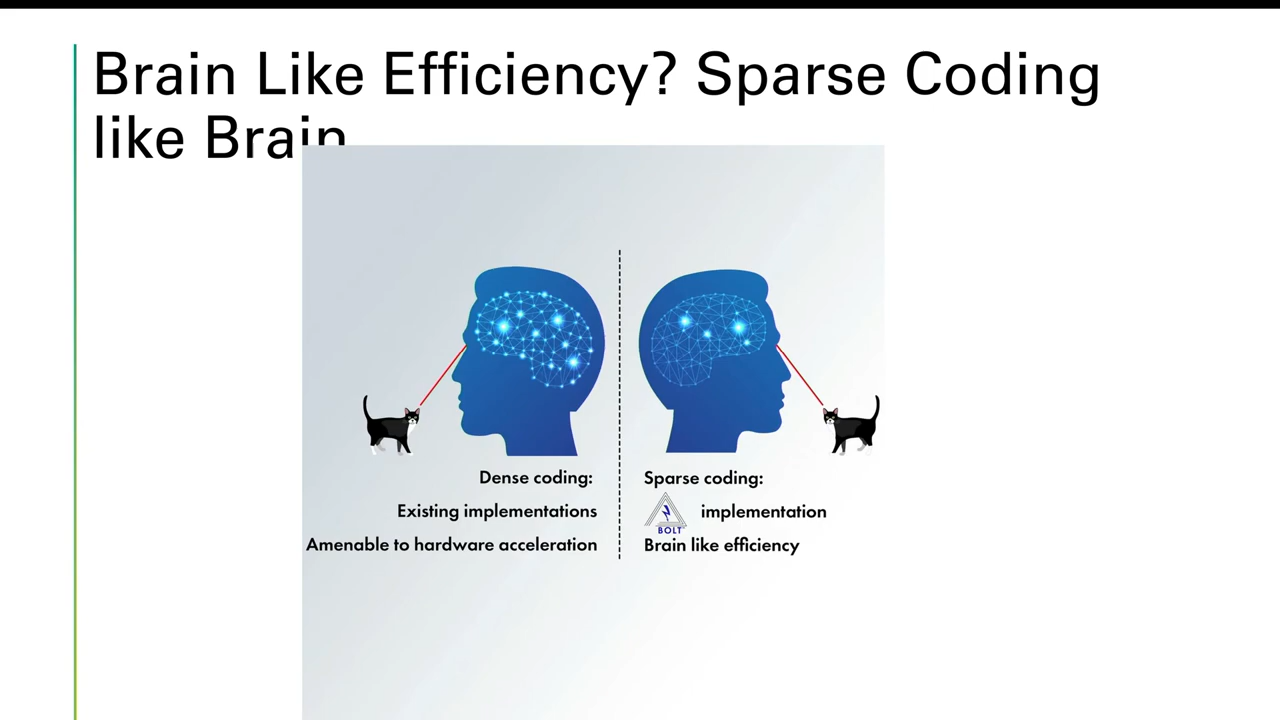 Brain Like Efficiency? Sparse Coding
like Brain
Dense coding:
Existing implementations
Amenable to hardware acceleration
Sparse coding:
BOLT implementation
Brain like efficiency